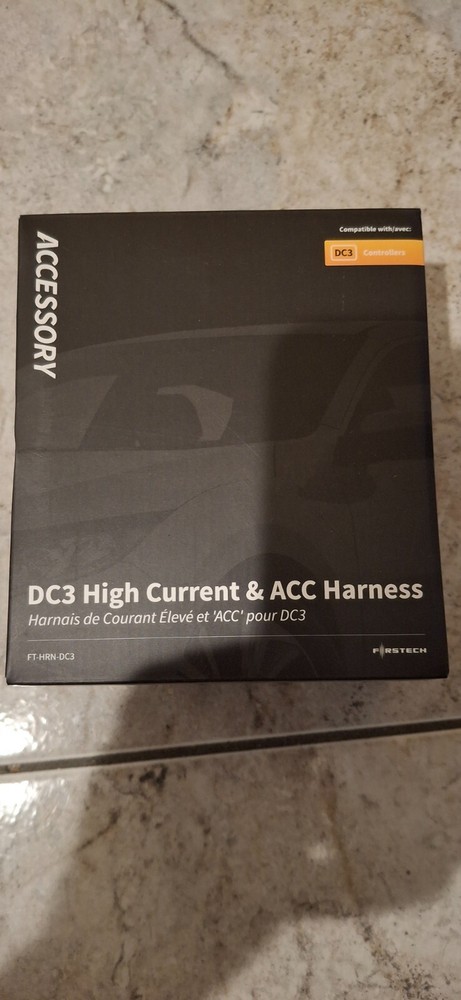 Compatible with/avec:
DC3 Controllers
ACCESSORY
DC3 High Current & ACC Harness
Harnais de Courant Élevé et 'ACC' pour DC3
FT-HRN-DC3
FIRSTECH